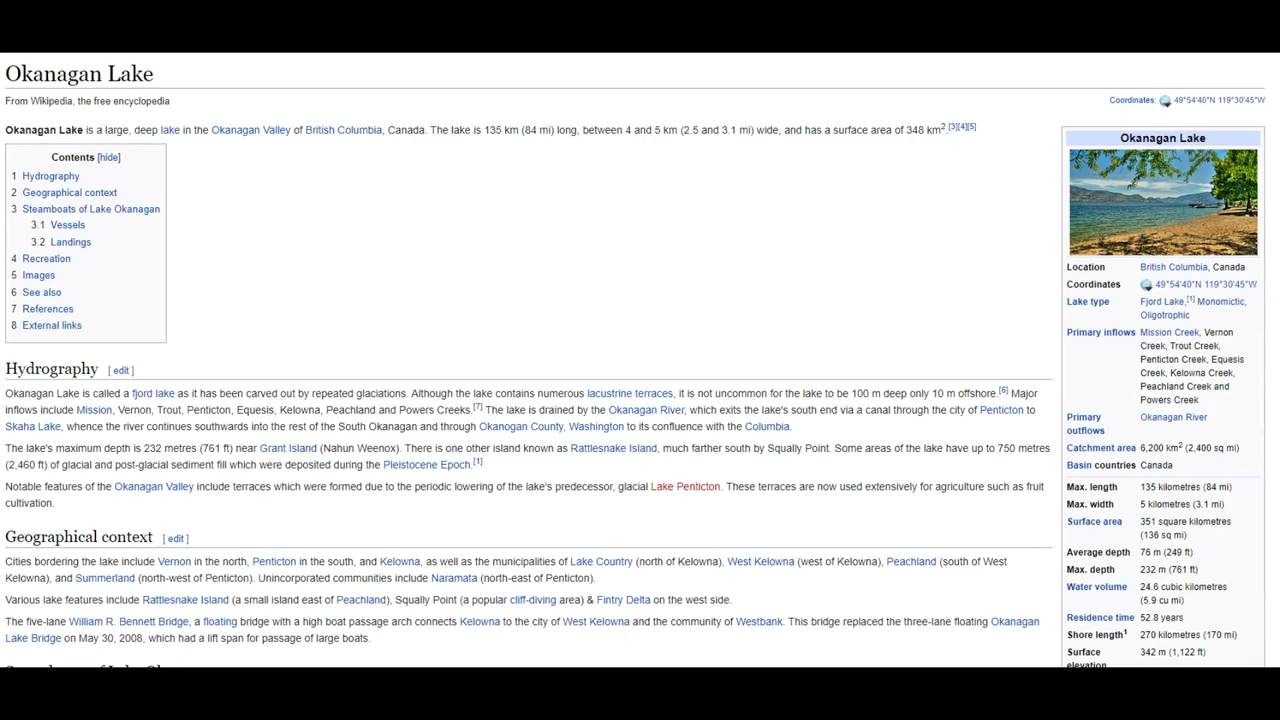 Okanagan Lake
From Wikipedia, the free encyclopedia
Coordinates: 49°54′40″N 119°30′45″W
Okanagan Lake is a large, deep lake in the Okanagan Valley of British Columbia, Canada. The lake is 135 km (84 mi) long, between 4 and 5 km (2.5 and 3.1 mi) wide, and has a surface area of 348 km2.[3][4][5]
Contents [hide]
1 Hydrography
2 Geographical context
3 Steamboats of Lake Okanagan
3.1 Vessels
3.2 Landings
4 Recreation
5 Images
6 See also
7 References
8 External links
Hydrography [ edit ]
Okanagan Lake is called a fjord lake as it has been carved out by repeated glaciations. Although the lake contains numerous lacustrine terraces, it is not uncommon for the lake to be 100 m deep only 10 m offshore.[6] Major
inflows include Mission, Vernon, Trout, Penticton, Equesis, Kelowna, Peachland and Powers Creeks.[7] The lake is drained by the Okanagan River, which exits the lake's south end via a canal through the city of Penticton to
Skaha Lake, whence the river continues southwards into the rest of the South Okanagan and through Okanogan County, Washington to its confluence with the Columbia.
The lake's maximum depth is 232 metres (761 ft) near Grant Island (Nahun Weenox). There is one other island known as Rattlesnake Island, much farther south by Squally Point. Some areas of the lake have up to 750 metres
(2,460 ft) of glacial and post-glacial sediment fill which were deposited during the Pleistocene Epoch.[1]
Notable features of the Okanagan Valley include terraces which were formed due to the periodic lowering of the lake's predecessor, glacial Lake Penticton. These terraces are now used extensively for agriculture such as fruit
cultivation.
Geographical context [ edit ]
Cities bordering the lake include Vernon in the north, Penticton in the south, and Kelowna, as well as the municipalities of Lake Country (north of Kelowna), West Kelowna (west of Kelowna), Peachland (south of West
Kelowna), and Summerland (north-west of Penticton). Unincorporated communities include Naramata (north-east of Penticton).
Various lake features include Rattlesnake Island (a small island east of Peachland), Squally Point (a popular cliff-diving area) & Fintry Delta on the west side.
The five-lane William R. Bennett Bridge, a floating bridge with a high boat passage arch connects Kelowna to the city of West Kelowna and the community of Westbank. This bridge replaced the three-lane floating Okanagan
Lake Bridge on May 30, 2008, which had a lift span for passage of large boats.
Okanagan Lake
Location British Columbia, Canada
Coordinates 49°54′40″N 119°30′45″W
Lake type Fjord Lake,[1] Monomictic,
Oligotrophic
Primary inflows Mission Creek, Vernon
Creek, Trout Creek,
Penticton Creek, Equesis
Creek, Kelowna Creek,
Peachland Creek and
Powers Creek
Primary Okanagan River
outflows
Catchment area 6,200 km2 (2,400 sq mi)
Basin countries Canada
Max. length 135 kilometres (84 mi)
Max. width 5 kilometres (3.1 mi)
Surface area 351 square kilometres
(136 sq mi)
Average depth 76 m (249 ft)
Max. depth 232 m (761 ft)
Water volume 24.6 cubic kilometres
(5.9 cu mi)
Residence time 52.8 years
Shore length1 270 kilometres (170 mi)
Surface 342 m (1,122 ft)
elevation